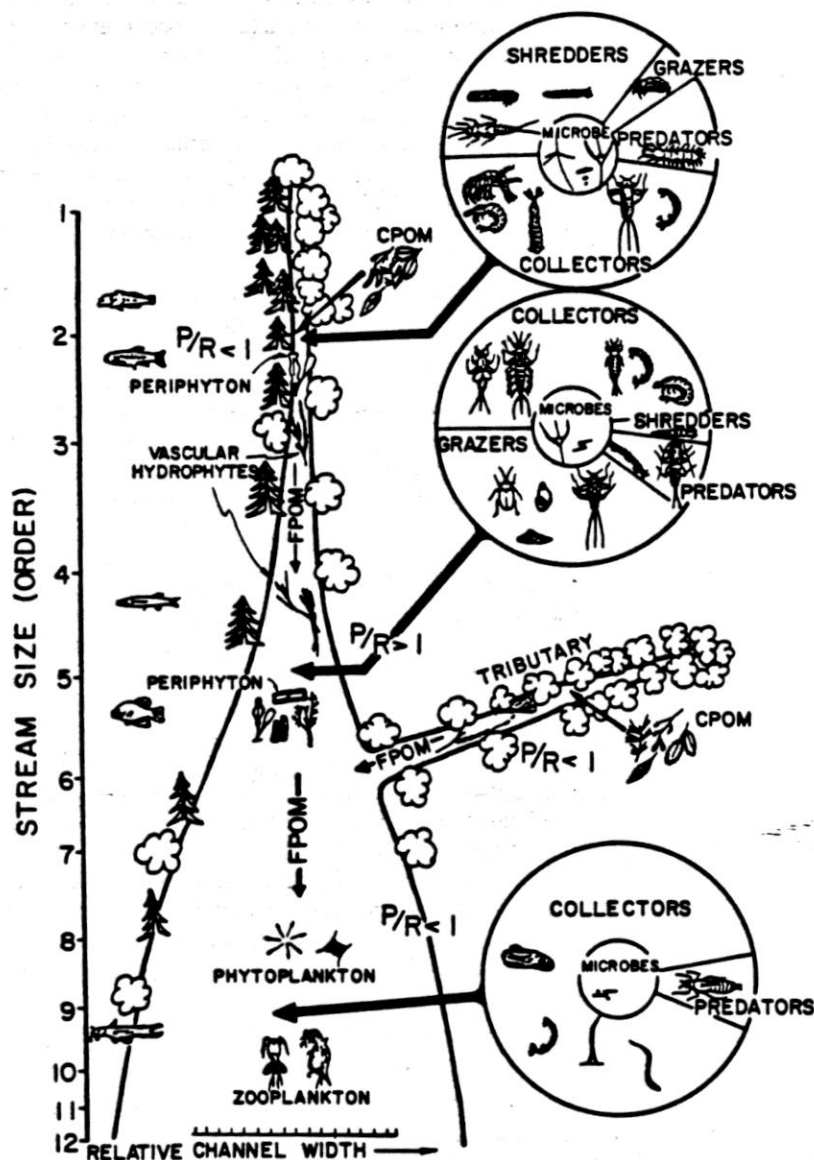 SHREDDERS
GRAZERS
MICROBE
PREDATORS
COLLECTORS
1
CPOM
2
P/R < 1
PERIPHYTON
COLLECTORS
MICROBES
SHREDDERS
GRAZERS
PREDATORS
3
VASCULAR
HYDROPHYTES
FPOM
4
STREAM SIZE (ORDER)
P/R > 1
TRIBUTARY
5
PERIPHYTON
CPOM
FPOM
P/R < 1
6
FPOM
7
P/R < 1
COLLECTORS
8
MICROBES
PHYTOPLANKTON
PREDATORS
9
10
ZOOPLANKTON
11
12
RELATIVE CHANNEL WIDTH